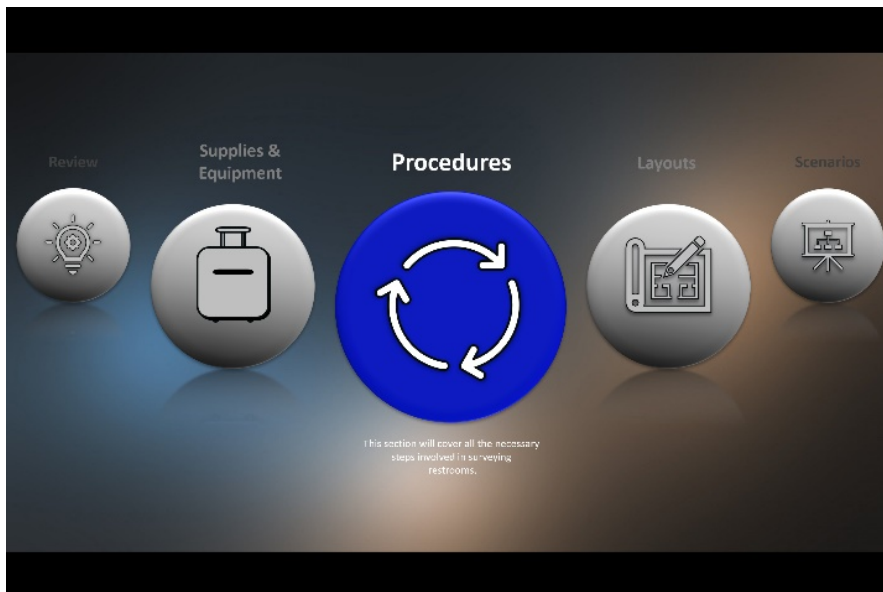 Review
Supplies &
Equipment
Procedures
Layouts
Scenarios
This section will cover all the necessary
steps involved in surveying
restrooms.